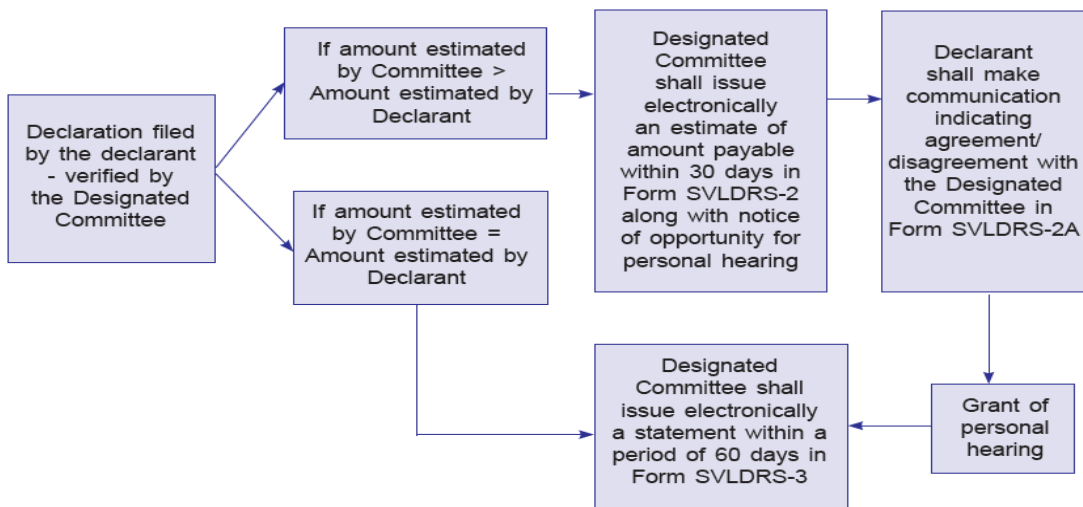 Declaration filed
by the declarant
- verified by
the Designated
Committee
If amount estimated
by Committee >
Amount estimated by
Declarant
Designated
Committee
shall issue
electronically
an estimate of
amount payable
within 30 days in
Form SVLDRS-2
along with notice
of opportunity for
personal hearing
Declarant
shall make
communication
indicating
agreement/
disagreement with
the Designated
Committee in
Form SVLDRS-2A
If amount estimated
by Committee =
Amount estimated by
Declarant
Designated
Committee shall
issue electronically
a statement within a
period of 60 days in
Form SVLDRS-3
Grant of
personal
hearing